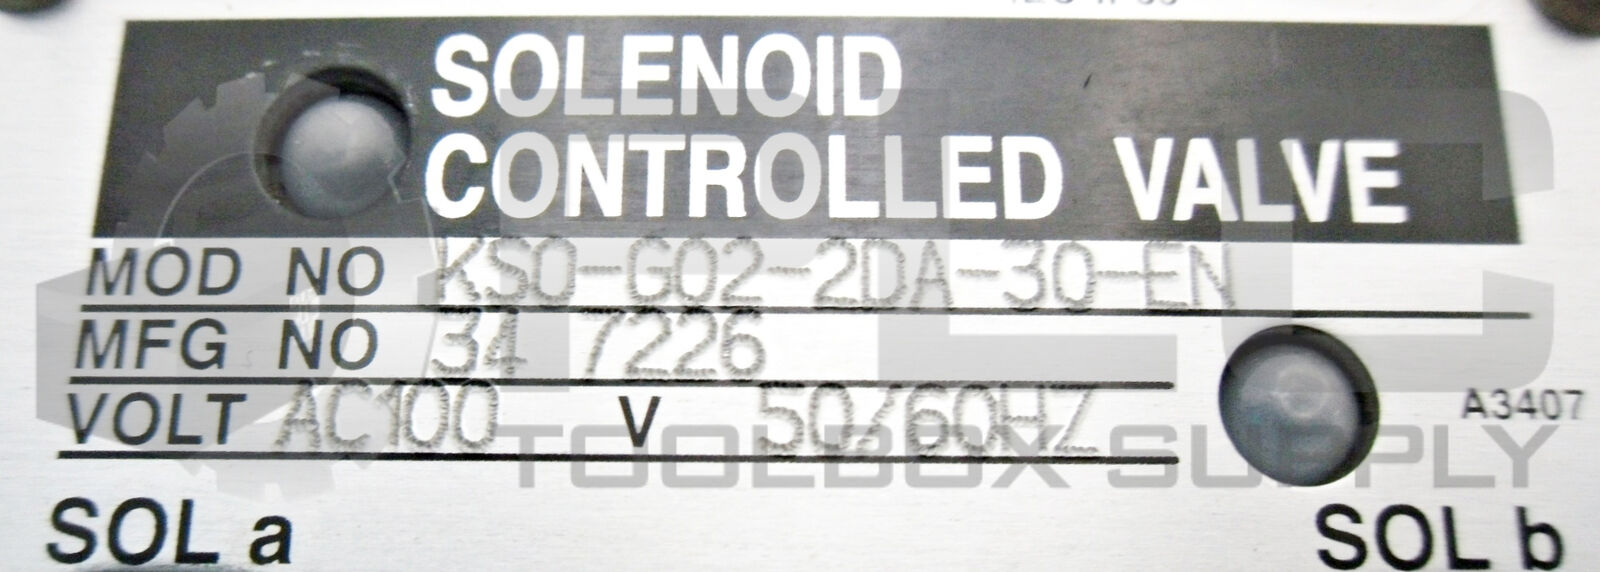 SOLENOID
CONTROLLED VALVE
MOD NO KSO-G02-2DA-30-EN
MFG NO 34 7226
VOLT AC100 V 50/60HZ
A3407
TOOLBOX SUPPLY
SOL a
SOL b